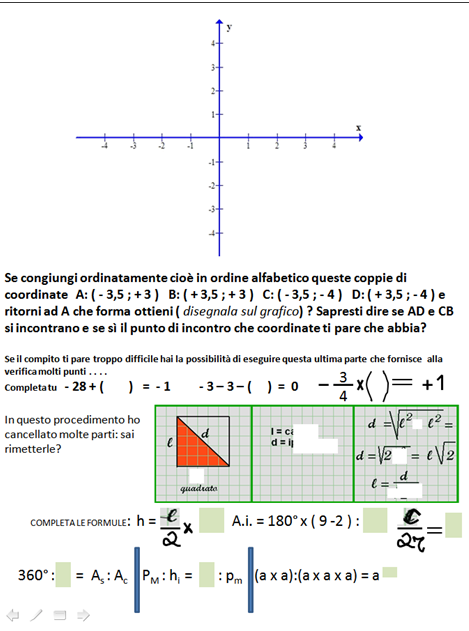 y
4
3
2
1
x
-4 -3 -2 -1 1 2 3 4
-1
-2
-3
-4
Se congiungi ordinatamente cioè in ordine alfabetico queste coppie di
coordinate A: ( - 3,5 ; + 3 ) B: ( + 3,5 ; + 3 ) C: ( - 3,5 ; - 4 ) D: ( + 3,5 ; - 4 ) e
ritorni ad A che forma ottieni ( disegnala sul grafico) ? Sapresti dire se AD e CB
si incontrano e se sì il punto di incontro che coordinate ti pare che abbia?
Se il compito ti pare troppo difficile hai la possibilità di eseguire questa ultima parte che fornisce alla
verifica molti punti . . . .
Completa tu - 28 + ( ) = - 1 - 3 – 3 – ( ) = 0 - 3/4 x( )= +1
In questo procedimento ho
cancellato molte parti: sai
rimetterle?
ℓ d
quadrato
l = ca
d = ip
d = √ℓ² ℓ² =
d = √2 = ℓ√2
ℓ = d/
COMPLETA LE FORMULE: h = ℓ/2 x A.i. = 180° x ( 9 -2 ) : C/2r =
360° : = As : Ac PM : hi = : pm (a x a):(a x a x a) = a